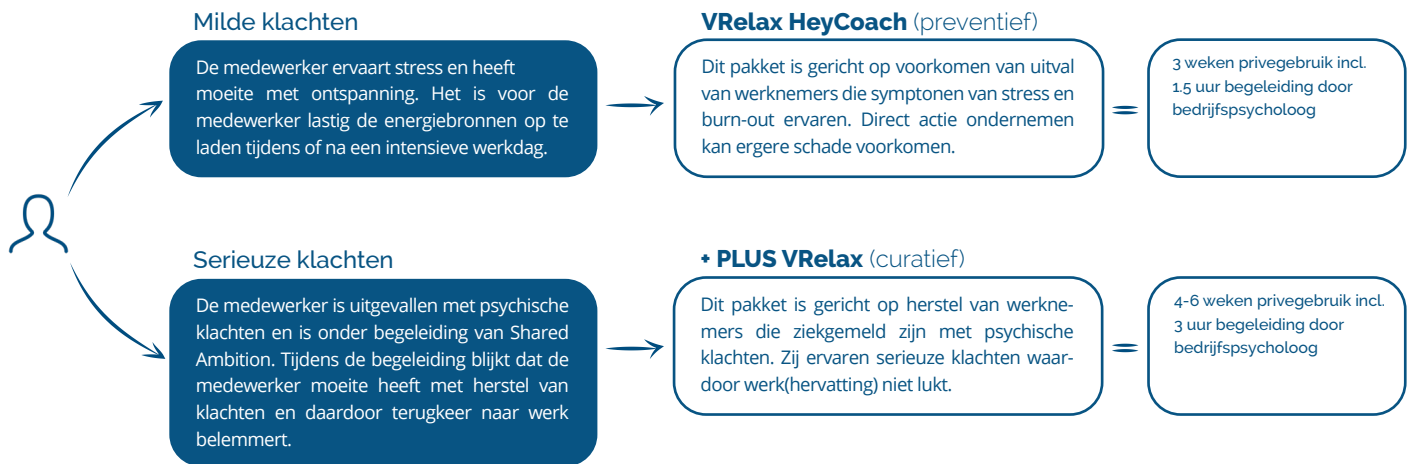 Milde klachten
De medewerker ervaart stress en heeft
moeite met ontspanning. Het is voor de
medewerker lastig de energiebronnen op te
laden tijdens of na een intensieve werkdag.
VRelax HeyCoach (preventief)
Dit pakket is gericht op voorkomen van uitval
van werknemers die symptonen van stress en
burn-out ervaren. Direct actie ondernemen
kan ergere schade voorkomen.
=
3 weken privegebruik incl.
1.5 uur begeleiding door
bedrijfspsycholoog
Serieuze klachten
De medewerker is uitgevallen met psychische
klachten en is onder begeleiding van Shared
Ambition. Tijdens de begeleiding blijkt dat de
medewerker moeite heeft met herstel van
klachten en daardoor terugkeer naar werk
belemmert.
+ PLUS VRelax (curatief)
Dit pakket is gericht op herstel van werkne-
mers die ziekgemeld zijn met psychische
klachten. Zij ervaren serieuze klachten waar-
door werk(hervatting) niet lukt.
=
4-6 weken privegebruik incl.
3 uur begeleiding door
bedrijfspsycholoog